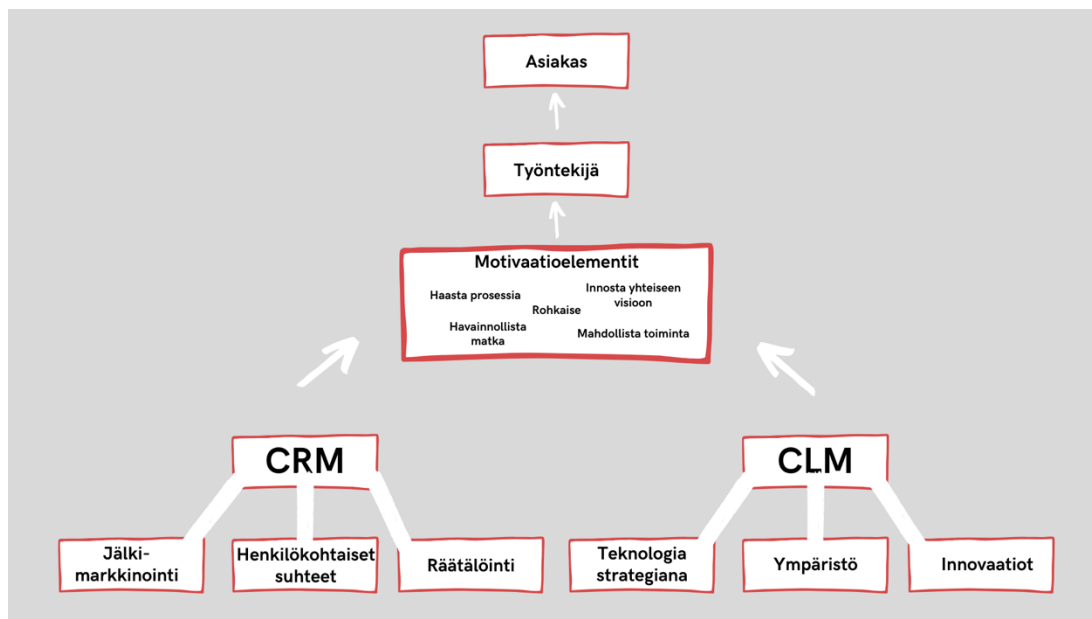 Asiakas
Työntekijä
Motivaatioelementit
Haasta prosessia
Innosta yhteiseen
visioon
Rohkaise
Havainnollista
matka
Mahdollista toiminta
CRM
CLM
Jälki-
markkinointi
Henkilökohtaiset
suhteet
Räätälöinti
Teknologia
strategiana
Ympäristö
Innovaatiot